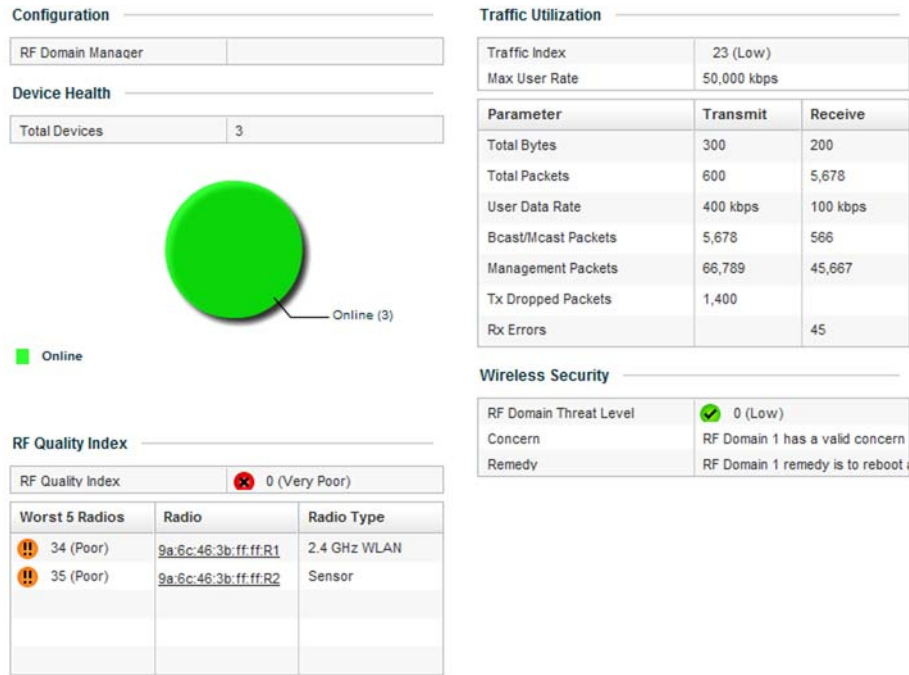 Configuration
RF Domain Manager
Device Health
Total Devices 3
Online (3)
Online
RF Quality Index
RF Quality Index 0 (Very Poor)
Worst 5 Radios Radio Radio Type
34 (Poor) 9a:6c:46:3b:ff:ff:R1 2.4 GHz WLAN
35 (Poor) 9a:6c:46:3b:ff:ff:R2 Sensor
Traffic Utilization
Traffic Index 23 (Low)
Max User Rate 50,000 kbps
Parameter Transmit Receive
Total Bytes 300 200
Total Packets 600 5,678
User Data Rate 400 kbps 100 kbps
Bcast/Mcast Packets 5,678 566
Management Packets 66,789 45,667
Tx Dropped Packets 1,400
Rx Errors 45
Wireless Security
RF Domain Threat Level 0 (Low)
Concern RF Domain 1 has a valid concern
Remedy RF Domain 1 remedy is to reboot